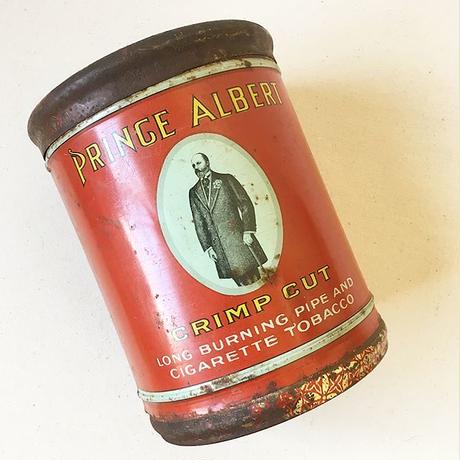 PRINCE ALBERT
CRIMP CUT
LONG BURNING PIPE AND
CIGARETTE TOBACCO